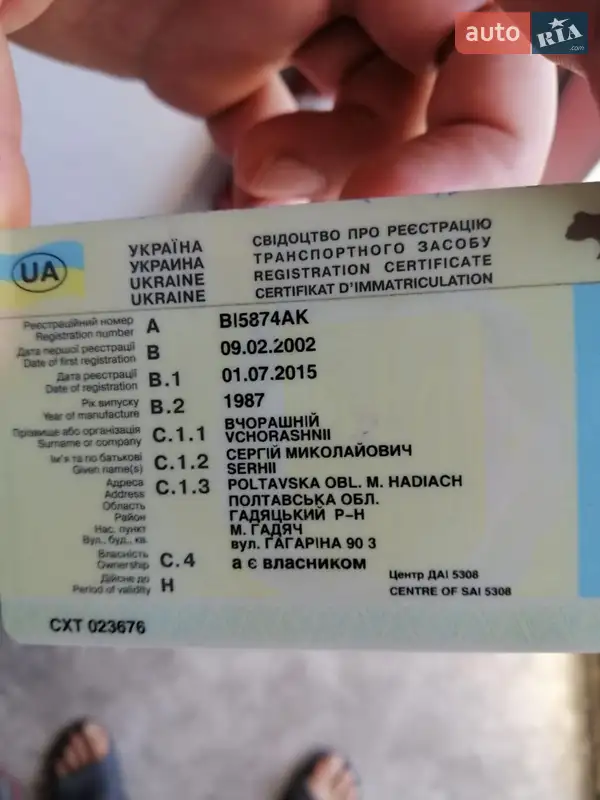 auto RIA .com
УКРАЇНА
УКРАИНА
UKRAINE
UKRAINE
СВІДОЦТВО ПРО РЕЄСТРАЦІЮ
ТРАНСПОРТНОГО ЗАСОБУ
REGISTRATION CERTIFICATE
CERTIFIKAT D'IMMATRICULATION
UA
Реєстраційний номер
Registration number
A
BI5874AK
Дата першої реєстрації
Date of first registration
B
09.02.2002
Дата реєстрації
Date of registration
B.1
01.07.2015
Рік випуску
Year of manufacture
B.2
1987
Прізвище або організація
Surname or company
C.1.1
ВЧОРАШНІЙ
VCHORASHNII
Ім'я та по батькові
Given name(s)
C.1.2
СЕРГІЙ МИКОЛАЙОВИЧ
SERHII
Адреса
Address
Область
Район
Нас. пункт
Вул., буд., кв.
C.1.3
POLTAVSKA OBL. M. HADIACH
ПОЛТАВСЬКА ОБЛ.
ГАДЯЦЬКИЙ Р-Н
М. ГАДЯЧ
вул. ГАГАРІНА 90 3
Власність
Ownership
C.4
а є власником
Дійсне до
Period of validity
H
Центр ДАІ 5308
CENTRE OF SAI 5308
CXT 023676